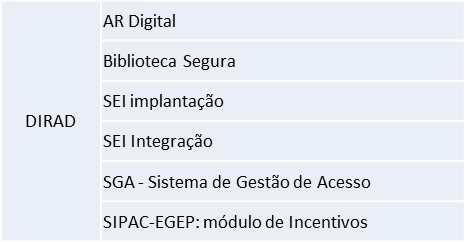 AR Digital
Biblioteca Segura
SEI implantação
DIRAD
SEI Integração
SGA - Sistema de Gestão de Acesso
SIPAC-EGEP: módulo de Incentivos